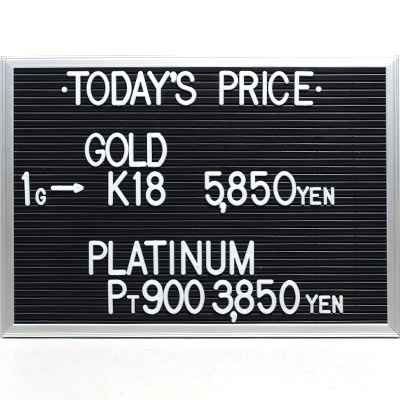 ·TODAY'S PRICE·
GOLD
1G→ K18 5,850YEN
PLATINUM
PT900 3,850YEN